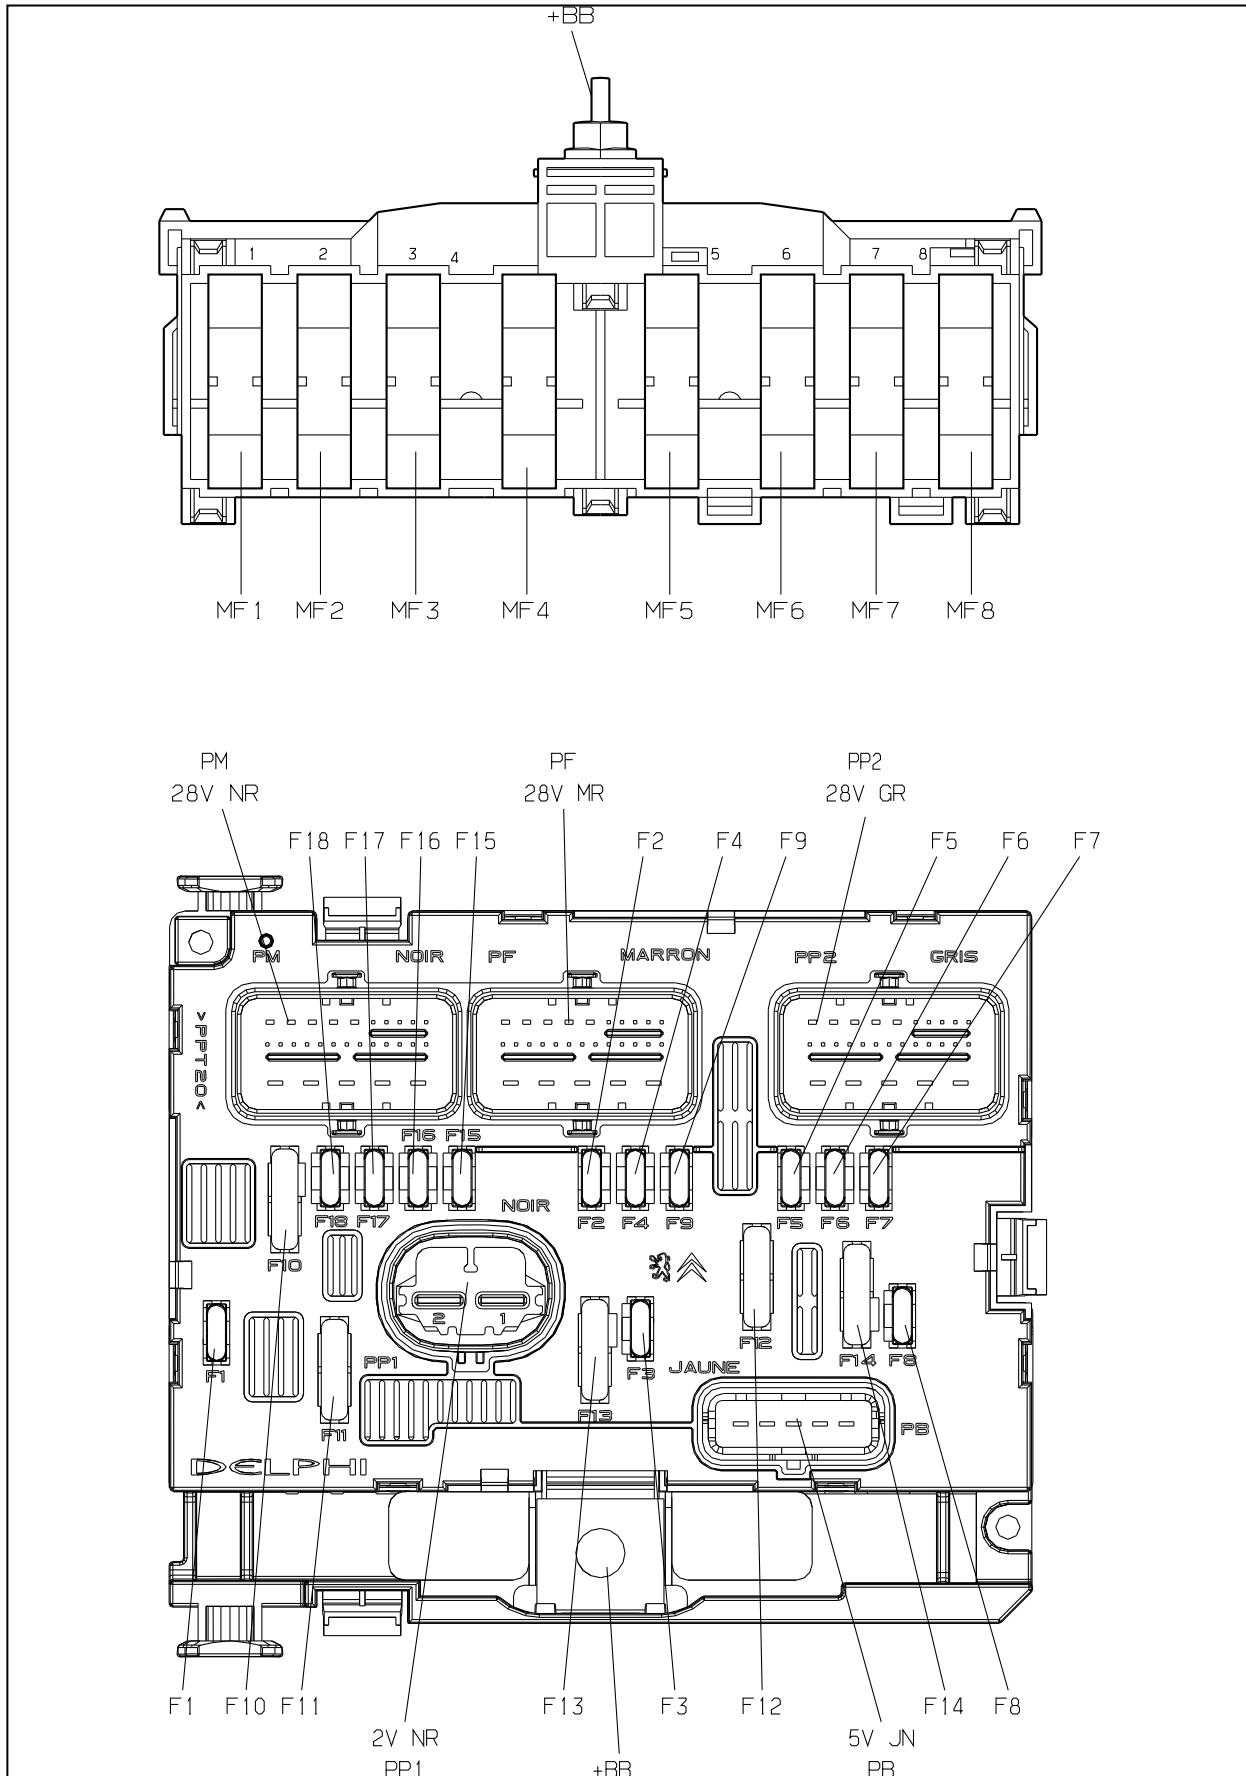 +BB
1 2 3 4 5 6 7 8
MF1 MF2 MF3 MF4 MF5 MF6 MF7 MF8
PM PF PP2
28V NR 28V MR 28V GR
F18 F17 F16 F15 F2 F4 F9 F5 F6 F7
PM NOIR PF MARRON PP2 GRIS
>PPT20<
F16 F15
F18 F17 NOIR F2 F4 F9 F5 F6 F7
F10
2 1
F12
F1 PP1 F3 JAUNE F14 F8
F11 F13 PB
DELPHI
F1 F10 F11 F13 F3 F12 F14 F8
2V NR 5V JN
PP1 +BB PB